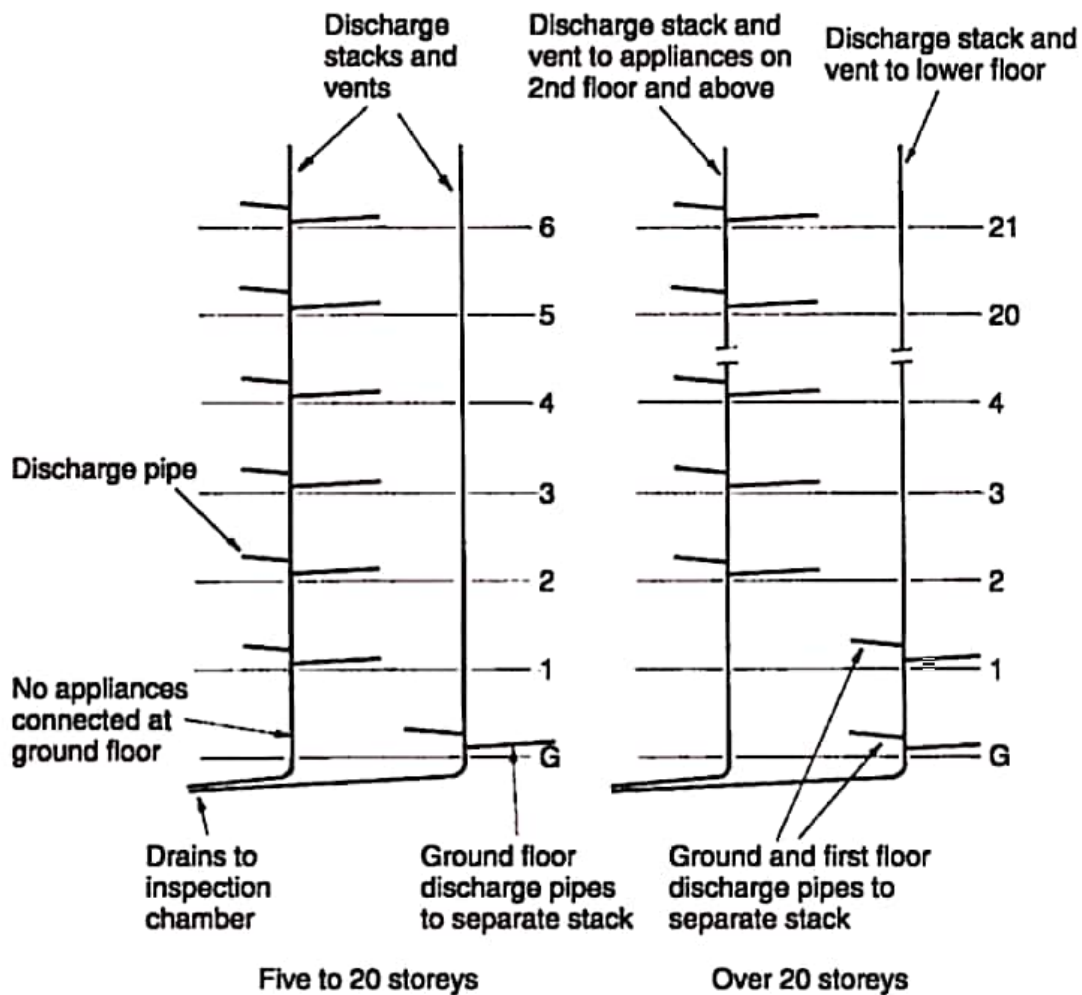 Discharge
stacks and
vents
Discharge stack and
vent to appliances on
2nd floor and above
Discharge stack and
vent to lower floor
6
5
4
3
2
1
G
21
20
4
3
2
1
G
Discharge pipe
No appliances
connected at
ground floor
Drains to
inspection
chamber
Ground floor
discharge pipes
to separate stack
Ground and first floor
discharge pipes to
separate stack
Five to 20 storeys
Over 20 storeys